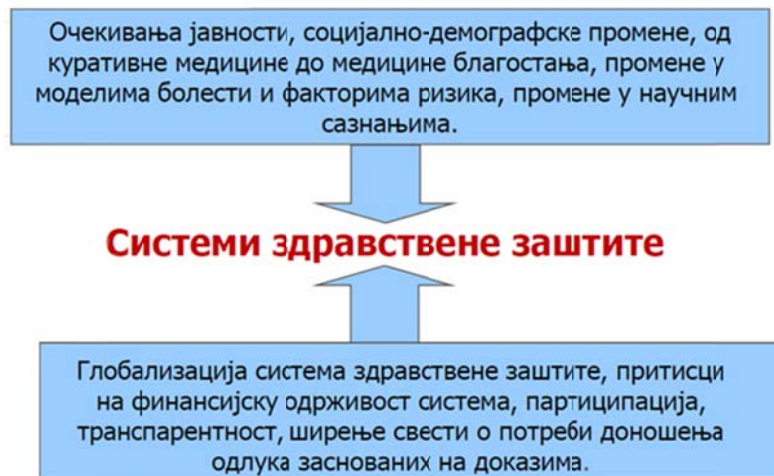 Очекивања јавности, социјално-демографске промене, од
куративне медицине до медицине благостања, промене у
моделима болести и факторима ризика, промене у научним
сазнањима.
Системи здравствене заштите
Глобализација система здравствене заштите, притисци
на финансијску одрживост система, партиципација,
транспарентност, ширење свести о потреби доношења
одлука заснованих на доказима.